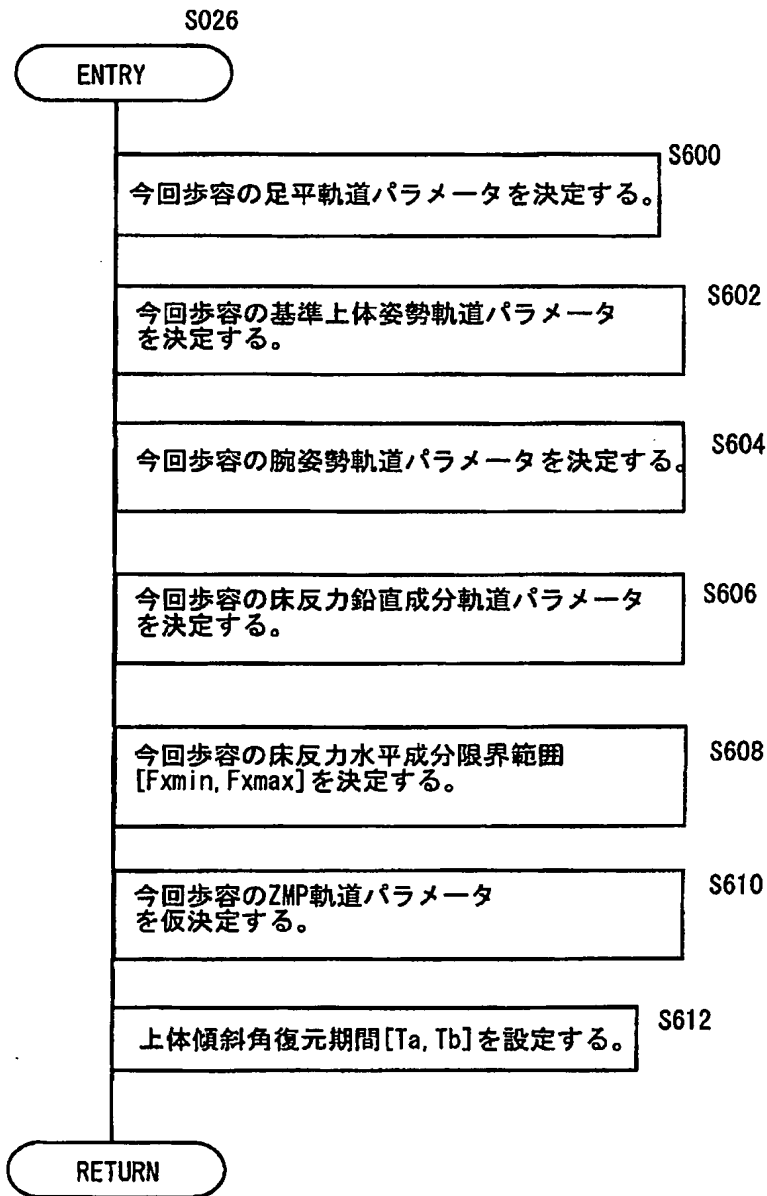 S026
ENTRY
S600
今回歩容の足平軌道パラメータを決定する。
S602
今回歩容の基準上体姿勢軌道パラメータ
を決定する。
S604
今回歩容の腕姿勢軌道パラメータを決定する。
S606
今回歩容の床反力鉛直成分軌道パラメータ
を決定する。
S608
今回歩容の床反力水平成分限界範囲
[Fxmin, Fxmax]を決定する。
S610
今回歩容のZMP軌道パラメータ
を仮決定する。
S612
上体傾斜角復元期間[Ta, Tb]を設定する。
RETURN